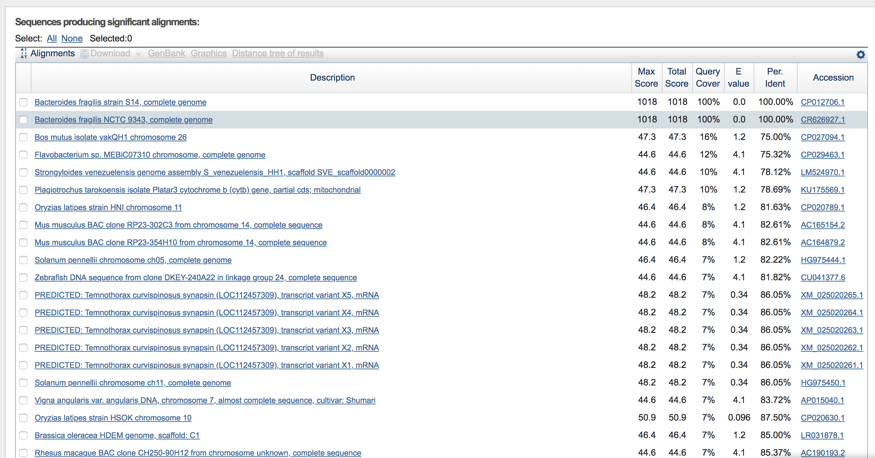 Sequences producing significant alignments:
Select: All None Selected:0
Alignments Download GenBank Graphics Distance tree of results
Description Max Score Total Score Query Cover E value Per. Ident Accession
Bacteroides fragilis strain S14, complete genome 1018 1018 100% 0.0 100.00% CP012706.1
Bacteroides fragilis NCTC 9343, complete genome 1018 1018 100% 0.0 100.00% CR626927.1
Bos mutus isolate yakQH1 chromosome 26 47.3 47.3 16% 1.2 75.00% CP027094.1
Flavobacterium sp. MEBiC07310 chromosome, complete genome 44.6 44.6 12% 4.1 75.32% CP029463.1
Strongyloides venezuelensis genome assembly S_venezuelensis_HH1, scaffold SVE_scaffold0000002 44.6 44.6 10% 4.1 78.12% LM524970.1
Plagiotrochus tarokoensis isolate Platar3 cytochrome b (cytb) gene, partial cds; mitochondrial 47.3 47.3 10% 1.2 78.69% KU175569.1
Oryzias latipes strain HNI chromosome 11 46.4 46.4 8% 1.2 81.63% CP020789.1
Mus musculus BAC clone RP23-302C3 from chromosome 14, complete sequence 44.6 44.6 8% 4.1 82.61% AC165154.2
Mus musculus BAC clone RP23-354H10 from chromosome 14, complete sequence 44.6 44.6 8% 4.1 82.61% AC164879.2
Solanum pennellii chromosome ch05, complete genome 46.4 46.4 7% 1.2 82.22% HG975444.1
Zebrafish DNA sequence from clone DKEY-240A22 in linkage group 24, complete sequence 44.6 44.6 7% 4.1 81.82% CU041377.6
PREDICTED: Temnothorax curvispinosus synapsin (LOC112457309), transcript variant X5, mRNA 48.2 48.2 7% 0.34 86.05% XM_025020265.1
PREDICTED: Temnothorax curvispinosus synapsin (LOC112457309), transcript variant X4, mRNA 48.2 48.2 7% 0.34 86.05% XM_025020264.1
PREDICTED: Temnothorax curvispinosus synapsin (LOC112457309), transcript variant X3, mRNA 48.2 48.2 7% 0.34 86.05% XM_025020263.1
PREDICTED: Temnothorax curvispinosus synapsin (LOC112457309), transcript variant X2, mRNA 48.2 48.2 7% 0.34 86.05% XM_025020262.1
PREDICTED: Temnothorax curvispinosus synapsin (LOC112457309), transcript variant X1, mRNA 48.2 48.2 7% 0.34 86.05% XM_025020261.1
Solanum pennellii chromosome ch11, complete genome 48.2 48.2 7% 0.34 86.05% HG975450.1
Vigna angularis var. angularis DNA, chromosome 7, almost complete sequence, cultivar: Shumari 44.6 44.6 7% 4.1 83.72% AP015040.1
Oryzias latipes strain HSOK chromosome 10 50.9 50.9 7% 0.096 87.50% CP020630.1
Brassica oleracea HDEM genome, scaffold: C1 46.4 46.4 7% 1.2 85.00% LR031878.1
Rhesus macaque BAC clone CH250-90H12 from chromosome unknown, complete sequence 44.6 44.6 7% 4.1 85.37% AC190193.2